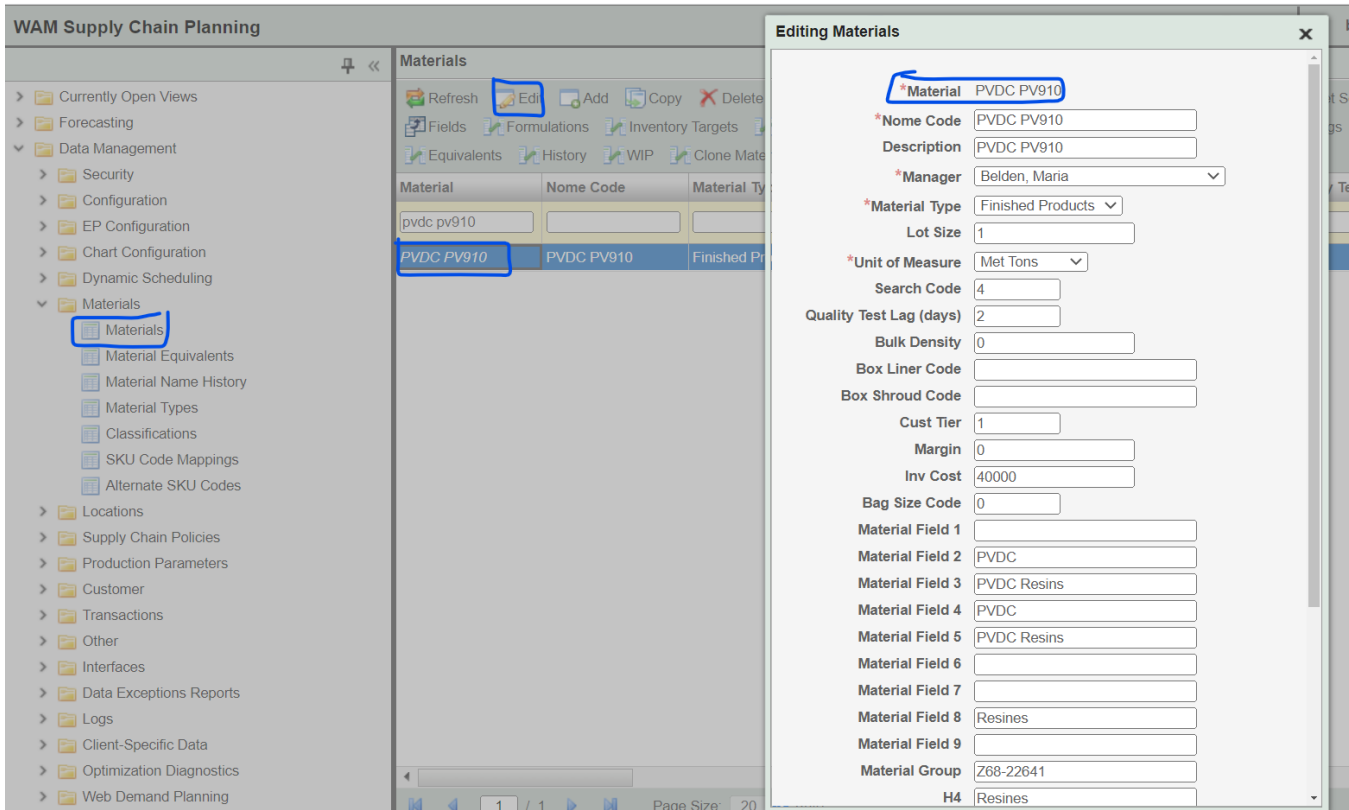 WAM Supply Chain Planning
Currently Open Views
Forecasting
Data Management
Security
Configuration
EP Configuration
Chart Configuration
Dynamic Scheduling
Materials
Materials
Material Equivalents
Material Name History
Material Types
Classifications
SKU Code Mappings
Alternate SKU Codes
Locations
Supply Chain Policies
Production Parameters
Customer
Transactions
Other
Interfaces
Data Exceptions Reports
Logs
Client-Specific Data
Optimization Diagnostics
Web Demand Planning
Materials
Refresh Edit Add Copy Delete
Fields Formulations Inventory Targets
Equivalents History WIP Clone Mate
Material Nome Code Material Ty
pvdc pv910
PVDC PV910 PVDC PV910 Finished Pr
1 / 1 Page Size: 20
Editing Materials
*Material PVDC PV910
*Nome Code PVDC PV910
Description PVDC PV910
*Manager Belden, Maria
*Material Type Finished Products
Lot Size 1
*Unit of Measure Met Tons
Search Code 4
Quality Test Lag (days) 2
Bulk Density 0
Box Liner Code
Box Shroud Code
Cust Tier 1
Margin 0
Inv Cost 40000
Bag Size Code 0
Material Field 1
Material Field 2 PVDC
Material Field 3 PVDC Resins
Material Field 4 PVDC
Material Field 5 PVDC Resins
Material Field 6
Material Field 7
Material Field 8 Resines
Material Field 9
Material Group Z68-22641
H4 Resines